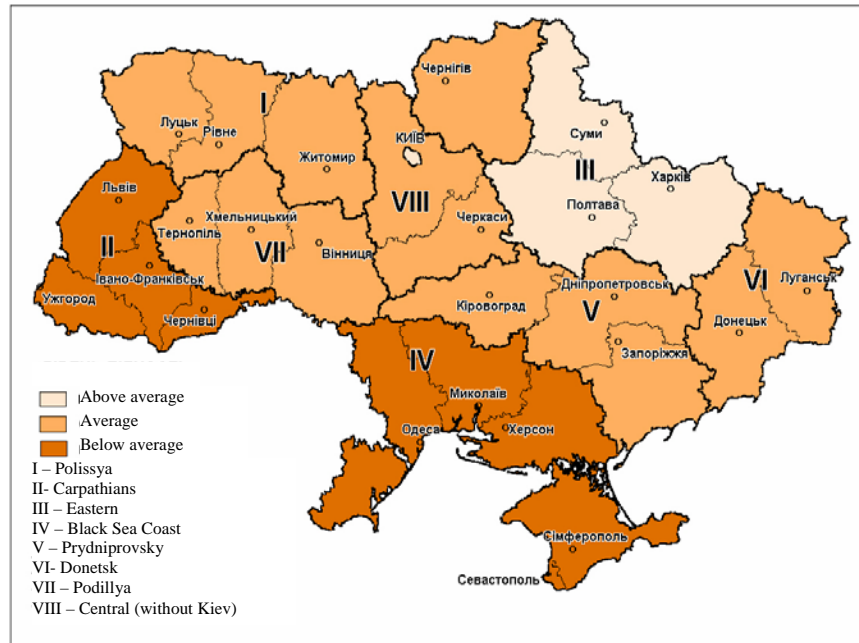 Чернігів
Суми
I
Луцьк
Рівне
КИЇВ
Житомир
III
Харків
Львів
VIII
Полтава
Хмельницький
Черкаси
Тернопіль
II
VII
Вінниця
VI
Івано-Франківськ
Луганськ
Ужгород
Дніпропетровськ
Кіровоград
V
Чернівці
Донецьк
Запоріжжя
IV
Миколаїв
Одеса
Херсон
Сімферополь
Севастополь
Above average
Average
Below average
I – Polissya
II- Carpathians
III – Eastern
IV – Black Sea Coast
V – Prydniprovsky
VI- Donetsk
VII – Podillya
VIII – Central (without Kiev)